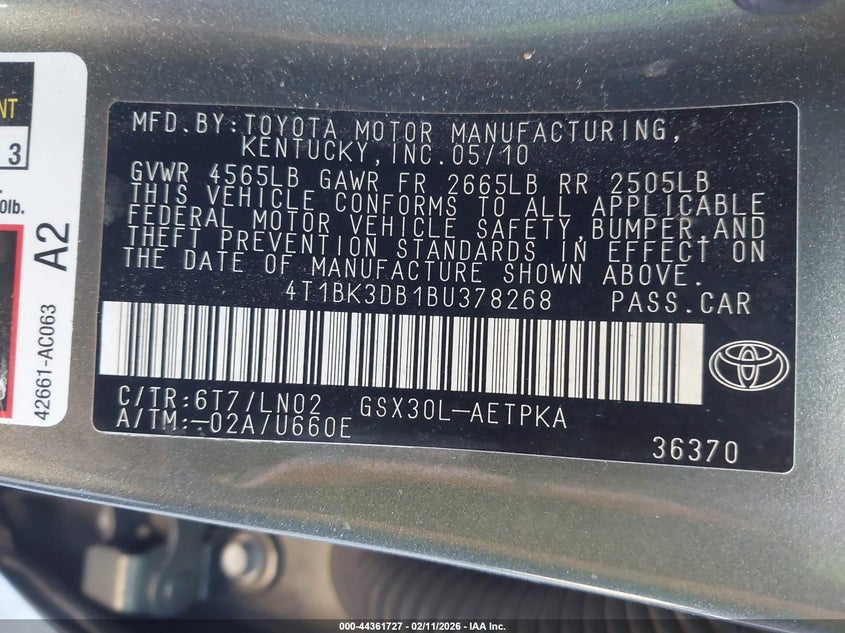 NT
3
0lb.
A2
42661-AC063
MFD.BY:TOYOTA MOTOR MANUFACTURING,
KENTUCKY, INC. 05/10
GVWR 4565LB GAWR FR 2665LB RR 2505LB
THIS VEHICLE CONFORMS TO ALL APPLICABLE
FEDERAL MOTOR VEHICLE SAFETY, BUMPER, AND
THEFT PREVENTION STANDARDS IN EFFECT ON
THE DATE OF MANUFACTURE SHOWN ABOVE.
4T1BK3DB1BU378268 PASS.CAR
C/TR:6T7/LN02 GSX30L-AETPKA
A/TM:-02A/U660E
36370
000-44361727 - 02/11/2026 - IAA Inc.